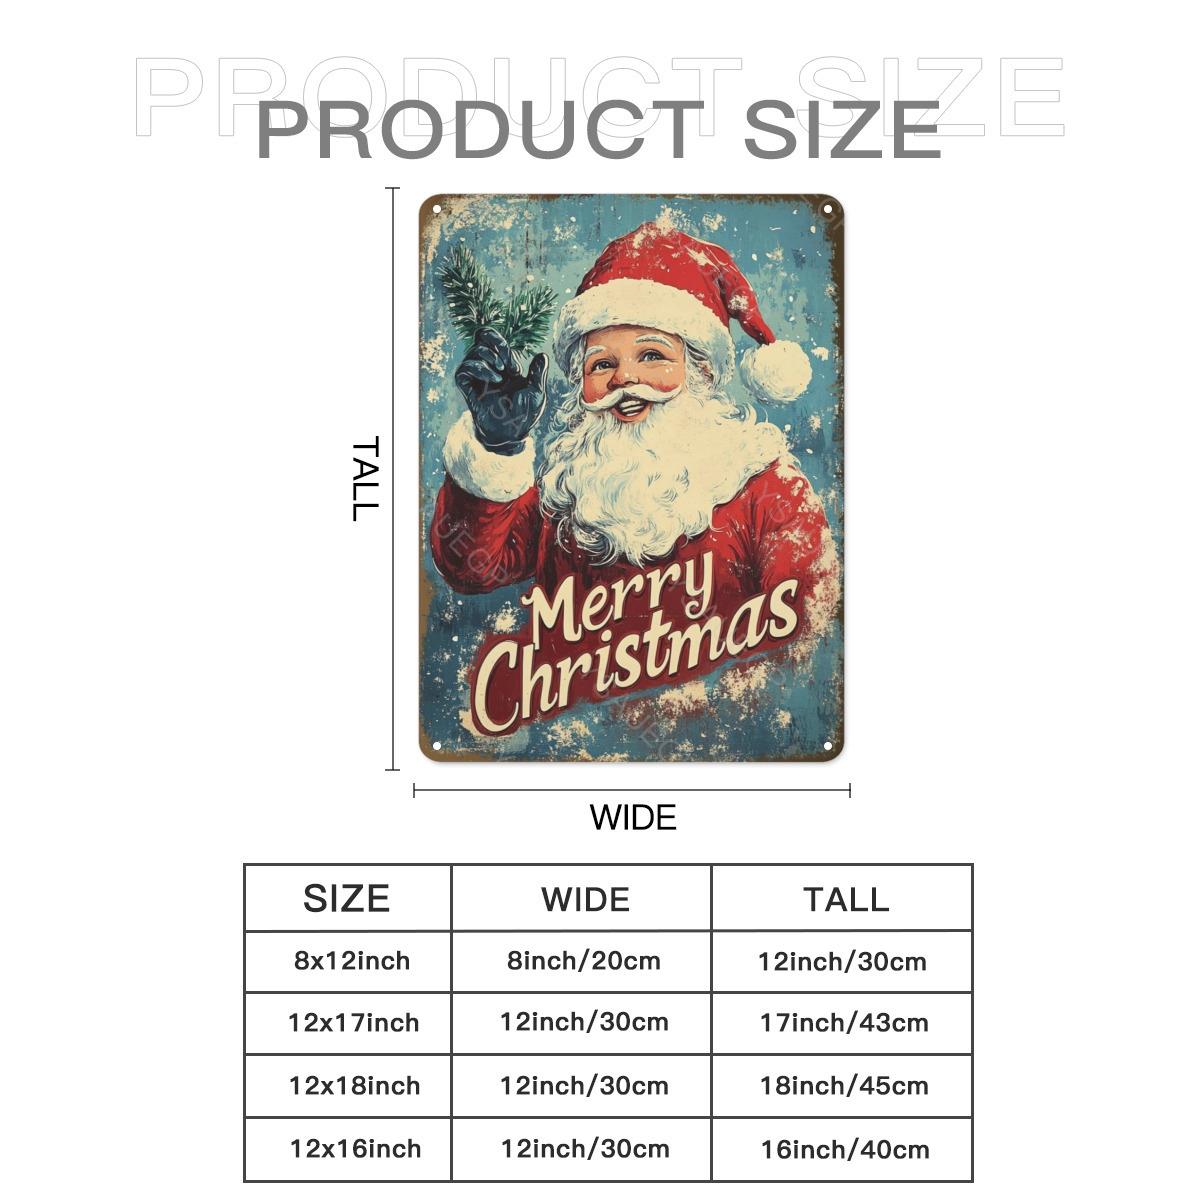 PRODUCT SIZE
PRODUCT SIZE
TALL
Merry
Christmas
WIDE
SIZE WIDE TALL
8x12inch 8inch/20cm 12inch/30cm
12x17inch 12inch/30cm 17inch/43cm
12x18inch 12inch/30cm 18inch/45cm
12x16inch 12inch/30cm 16inch/40cm